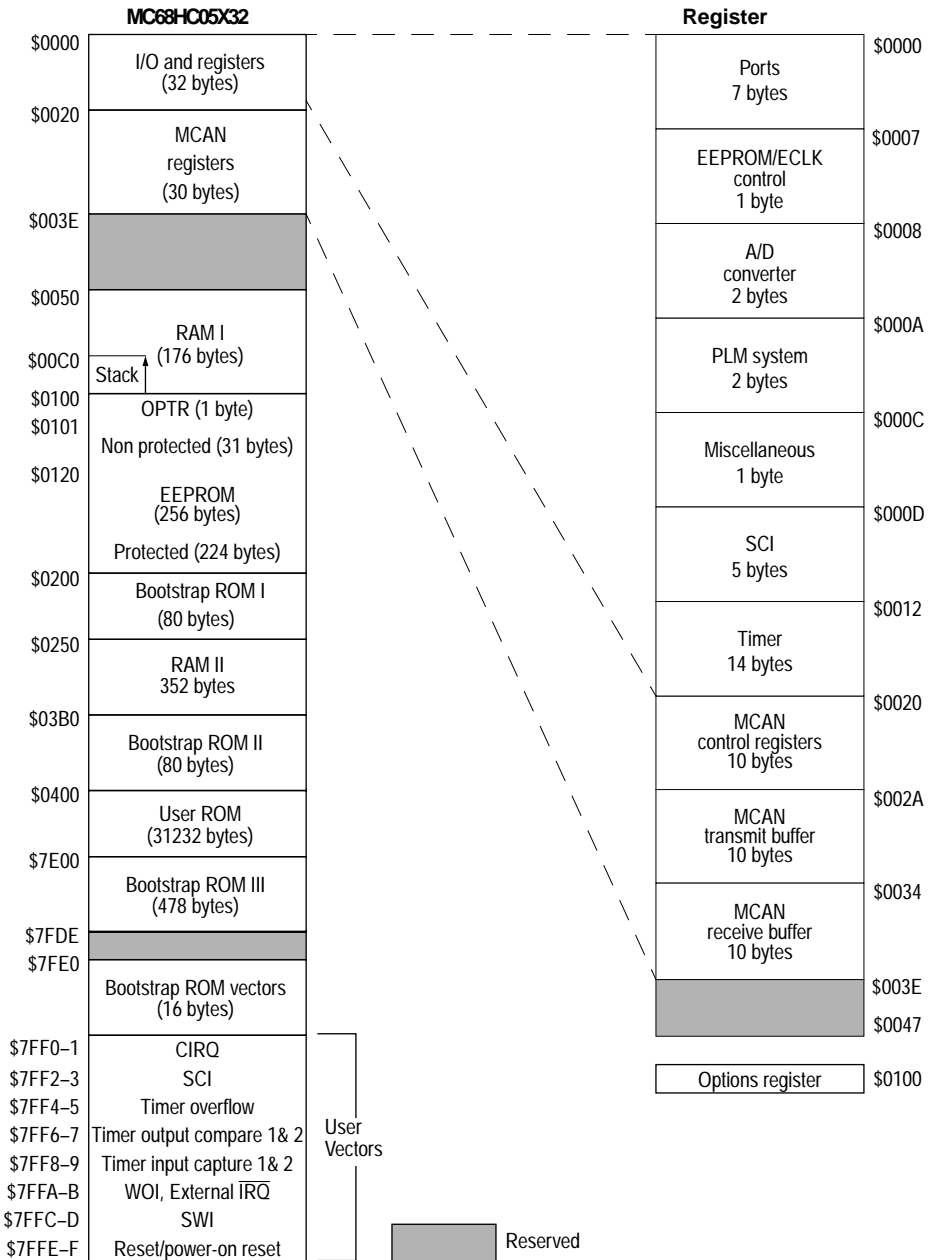 MC68HC05X32
$0000
I/O and registers
(32 bytes)
$0020
MCAN
registers
(30 bytes)
$003E
$0050
RAM I
(176 bytes)
$00C0
Stack
$0100
OPTR (1 byte)
$0101
Non protected (31 bytes)
$0120
EEPROM
(256 bytes)
Protected (224 bytes)
$0200
Bootstrap ROM I
(80 bytes)
$0250
RAM II
352 bytes
$03B0
Bootstrap ROM II
(80 bytes)
$0400
User ROM
(31232 bytes)
$7E00
Bootstrap ROM III
(478 bytes)
$7FDE
$7FE0
Bootstrap ROM vectors
(16 bytes)
$7FF0–1 CIRQ
$7FF2–3 SCI
$7FF4–5 Timer overflow
$7FF6–7 Timer output compare 1& 2
$7FF8–9 Timer input capture 1& 2
$7FFA–B WOI, External IRQ
$7FFC–D SWI
$7FFE–F Reset/power-on reset
User
Vectors
Reserved
Register
$0000
Ports
7 bytes
$0007
EEPROM/ECLK
control
1 byte
$0008
A/D
converter
2 bytes
$000A
PLM system
2 bytes
$000C
Miscellaneous
1 byte
$000D
SCI
5 bytes
$0012
Timer
14 bytes
$0020
MCAN
control registers
10 bytes
$002A
MCAN
transmit buffer
10 bytes
$0034
MCAN
receive buffer
10 bytes
$003E
$0047
Options register $0100